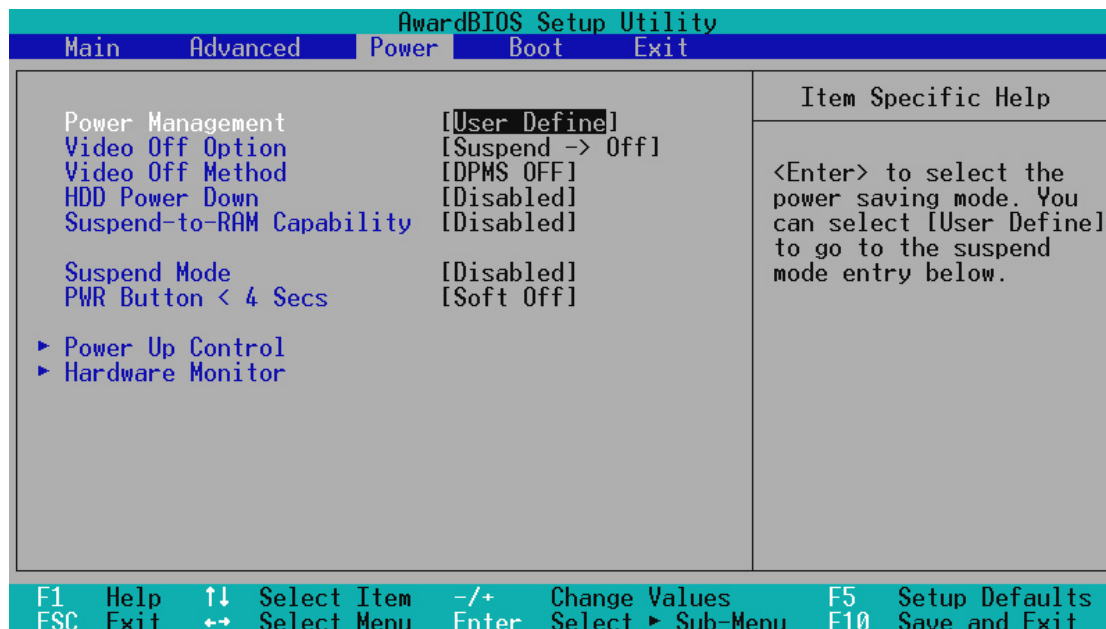 AwardBIOS Setup Utility
Main Advanced Power Boot Exit
Item Specific Help
Power Management [User Define]
Video Off Option [Suspend -> Off]
Video Off Method [DPMS OFF]
HDD Power Down [Disabled]
Suspend-to-RAM Capability [Disabled]
Suspend Mode [Disabled]
PWR Button < 4 Secs [Soft Off]
▸ Power Up Control
▸ Hardware Monitor
<Enter> to select the
power saving mode. You
can select [User Define]
to go to the suspend
mode entry below.
F1 Help ↑↓ Select Item -/+ Change Values F5 Setup Defaults
ESC Exit ←→ Select Menu Enter Select ▸ Sub-Menu F10 Save and Exit